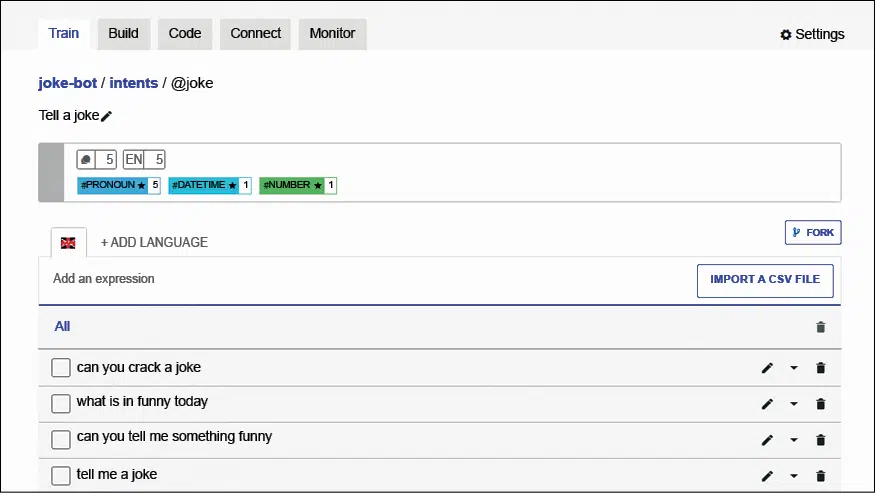 Train Build Code Connect Monitor Settings
joke-bot / intents / @joke
Tell a joke
5 EN 5
#PRONOUN ★ 5 #DATETIME ★ 1 #NUMBER ★ 1
FORK
+ ADD LANGUAGE
Add an expression IMPORT A CSV FILE
All
can you crack a joke
what is in funny today
can you tell me something funny
tell me a joke